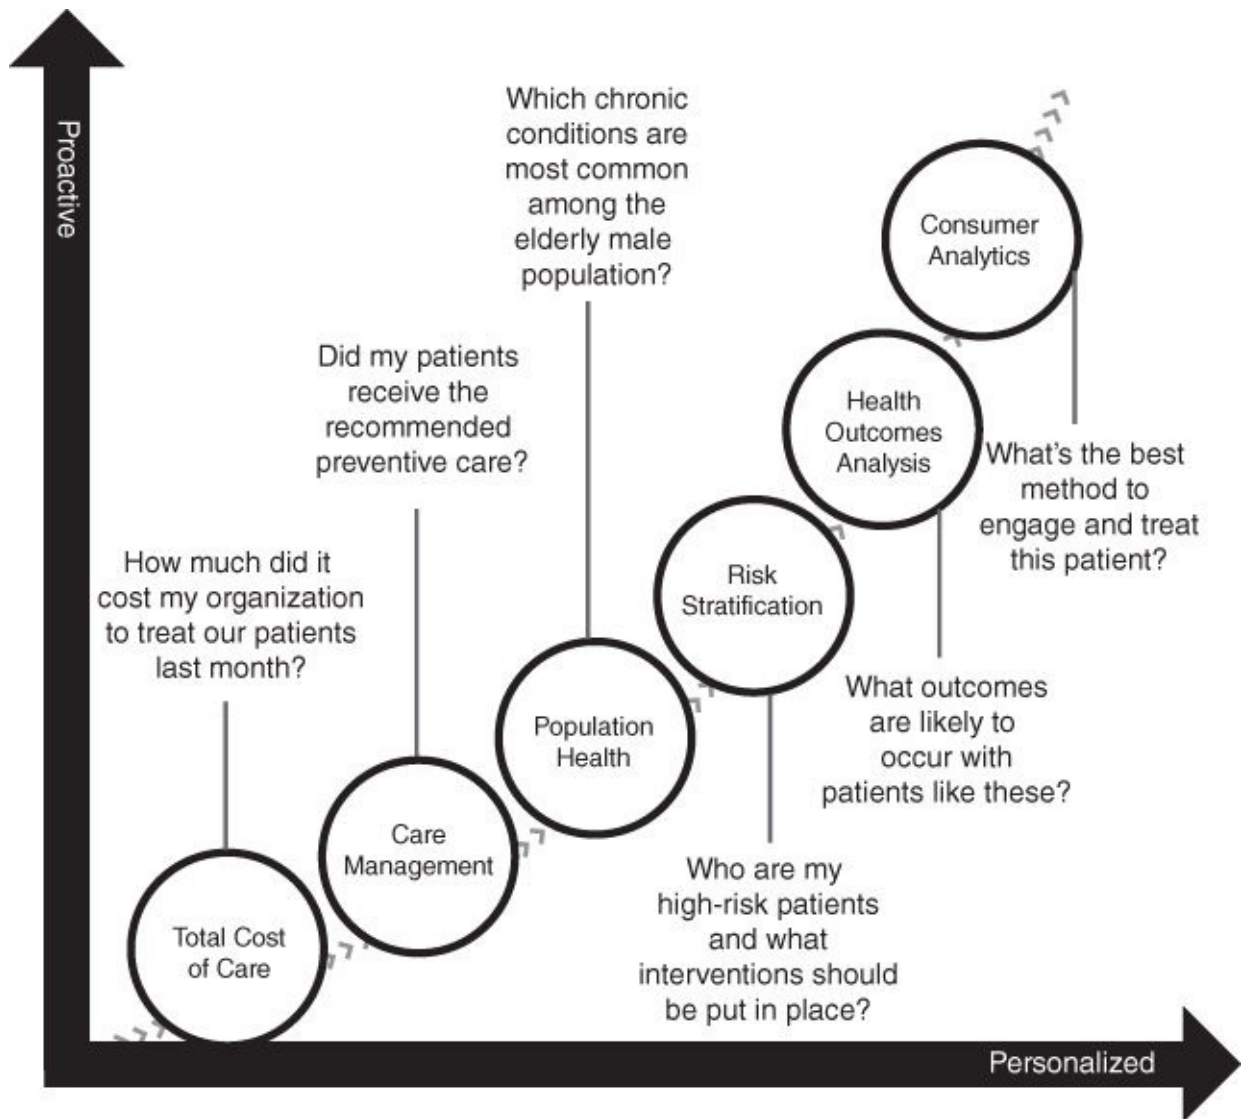 Proactive
Which chronic
conditions are
most common
among the
elderly male
population?
Consumer
Analytics
Did my patients
receive the
recommended
preventive care?
Health
Outcomes
Analysis
What's the best
method to
engage and treat
this patient?
How much did it
cost my organization
to treat our patients
last month?
Risk
Stratification
Population
Health
What outcomes
are likely to
occur with
patients like these?
Care
Management
Who are my
high-risk patients
and what
interventions should
be put in place?
Total Cost
of Care
Personalized